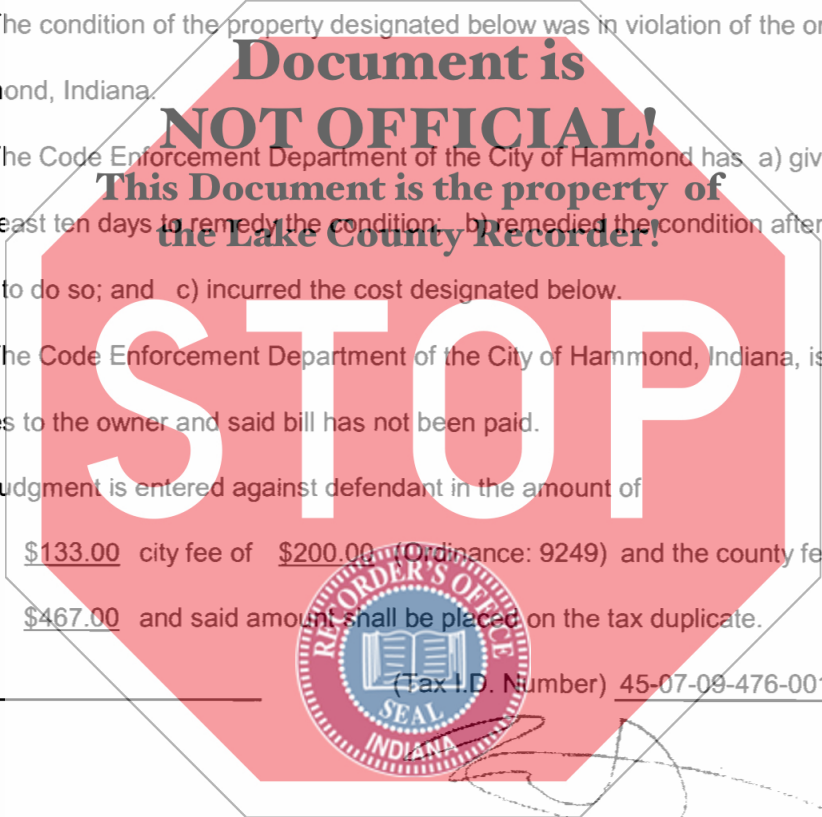 he condition of the property designated below was in violation of the or
Document is
ond, Indiana.
NOT OFFICIAL!
he Code Enforcement Department of the City of Hammond has a) giv
This Document is the property of
east ten days to remedy the condition; b) remedied the condition after
the Lake County Recorder!
to do so; and c) incurred the cost designated below.
STOP
he Code Enforcement Department of the City of Hammond, Indiana, is
s to the owner and said bill has not been paid.
udgment is entered against defendant in the amount of
$133.00 city fee of $200.00 (Ordinance: 9249) and the county fe
$467.00 and said amount shall be placed on the tax duplicate.
RECORDER'S OFFICE
(Tax I.D. Number) 45-07-09-476-001
SEAL
INDIANA